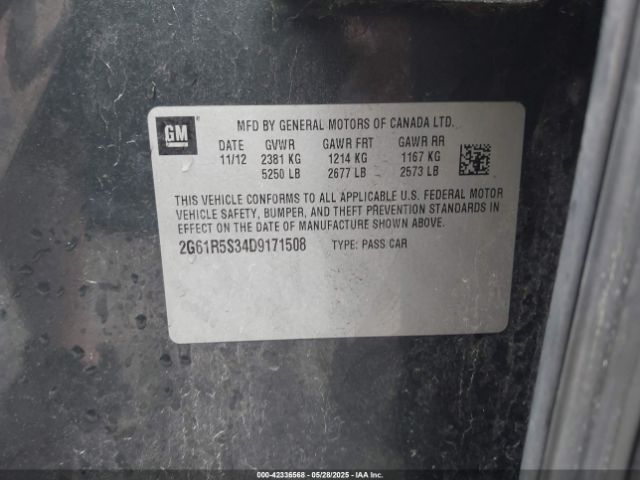 GM
MFD BY GENERAL MOTORS OF CANADA LTD.
DATE GVWR GAWR FRT GAWR RR
11/12 2381 KG 1214 KG 1167 KG
5250 LB 2677 LB 2573 LB
THIS VEHICLE CONFORMS TO ALL APPLICABLE U.S. FEDERAL MOTOR
VEHICLE SAFETY, BUMPER, AND THEFT PREVENTION STANDARDS IN
EFFECT ON THE DATE OF MANUFACTURE SHOWN ABOVE.
2G61R5S34D9171508 TYPE: PASS CAR
000-42336568 - 05/28/2025 - IAAI.COM